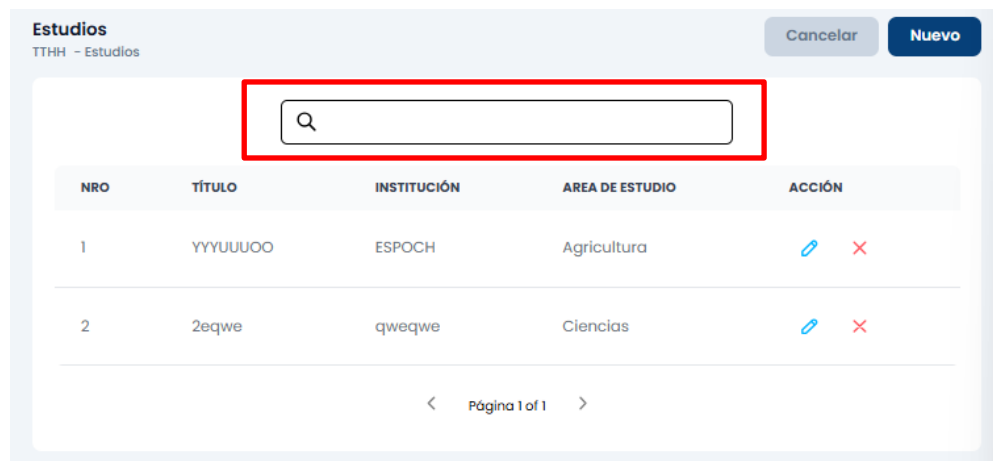 Estudios
TTHH - Estudios
Cancelar
Nuevo
NRO TÍTULO INSTITUCIÓN AREA DE ESTUDIO ACCIÓN
1 YYYUUUOO ESPOCH Agricultura
2 2eqwe qweqwe Ciencias
Página 1 of 1